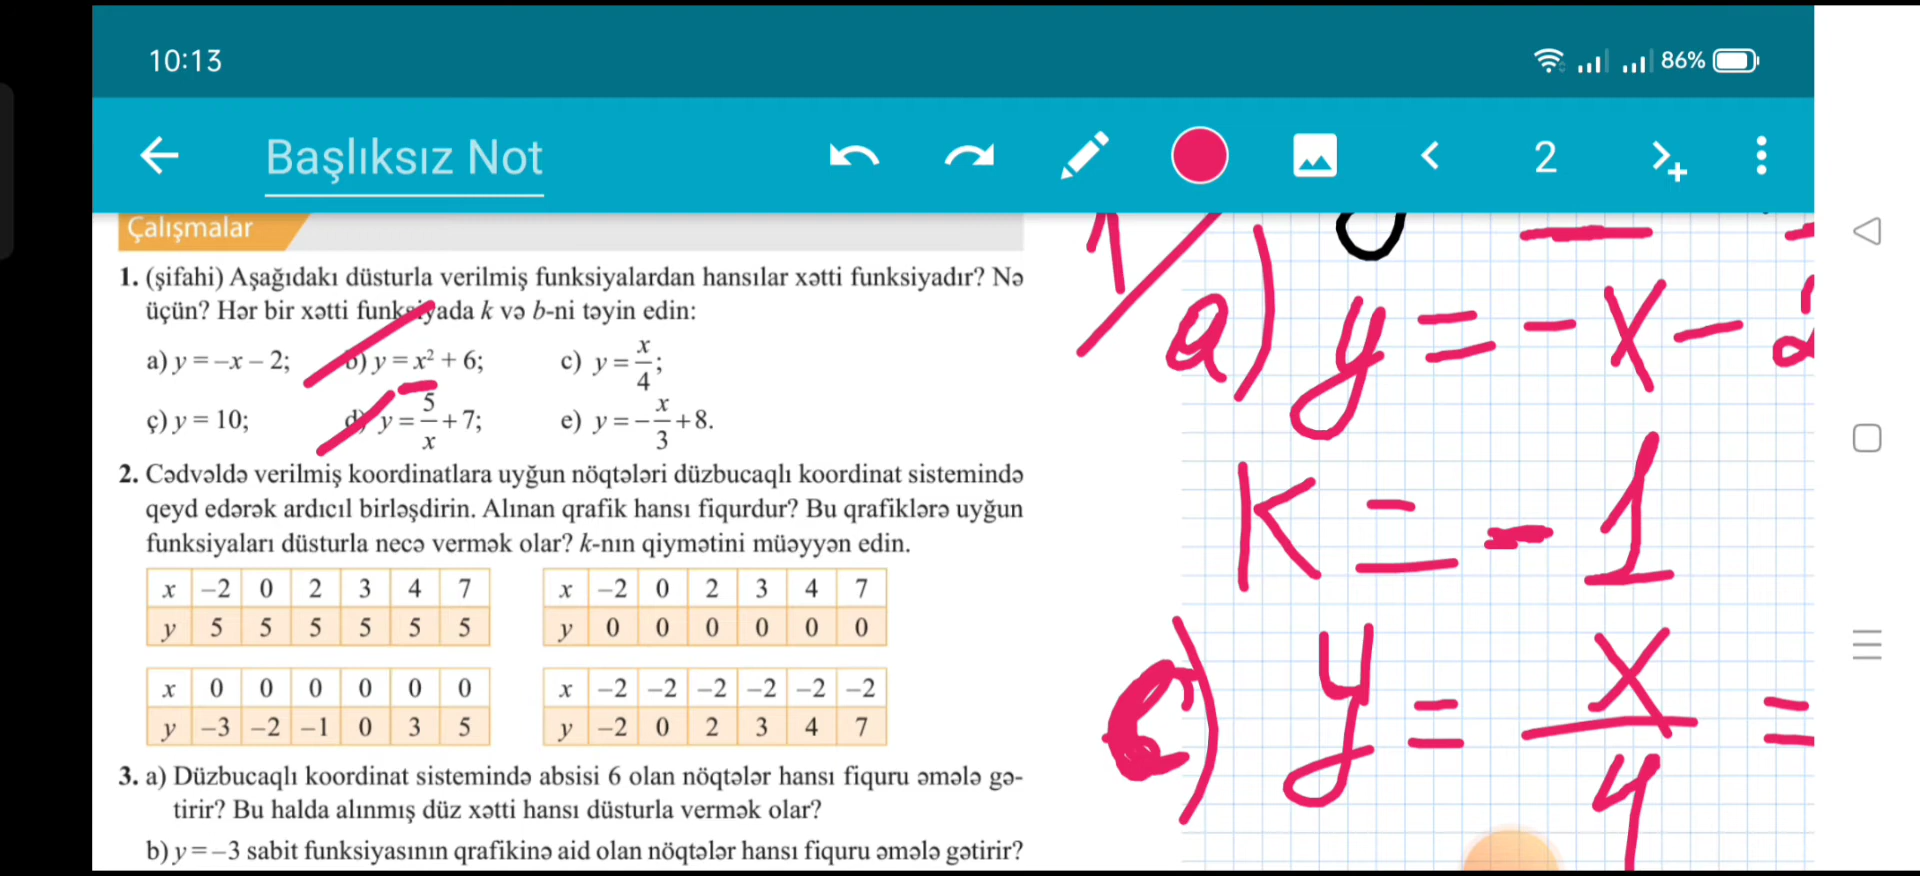 10:13
86%
Başlıksız Not
2
Çalışmalar
1. (şifahi) Aşağıdakı düsturla verilmiş funksiyalardan hansılar xətti funksiyadır? Nə
üçün? Hər bir xətti funksiyada k və b-ni təyin edin:
a) y = –x – 2; b) y = x² + 6; c) y = x/4;
ç) y = 10; d) y = 5/x + 7; e) y = – x/3 + 8.
2. Cədvəldə verilmiş koordinatlara uyğun nöqtələri düzbucaqlı koordinat sistemində
qeyd edərək ardıcıl birləşdirin. Alınan qrafik hansı fiqurdur? Bu qrafiklərə uyğun
funksiyaları düsturla necə vermək olar? k-nın qiymətini müəyyən edin.
x –2 0 2 3 4 7
y 5 5 5 5 5 5
x –2 0 2 3 4 7
y 0 0 0 0 0 0
x 0 0 0 0 0 0
y –3 –2 –1 0 3 5
x –2 –2 –2 –2 –2 –2
y –2 0 2 3 4 7
3. a) Düzbucaqlı koordinat sistemində absisi 6 olan nöqtələr hansı fiquru əmələ gə-
tirir? Bu halda alınmış düz xətti hansı düsturla vermək olar?
b) y = –3 sabit funksiyasının qrafikinə aid olan nöqtələr hansı fiquru əmələ gətirir?
1/
a) y = - x - 2
K = - 1
c) y = x/4 =